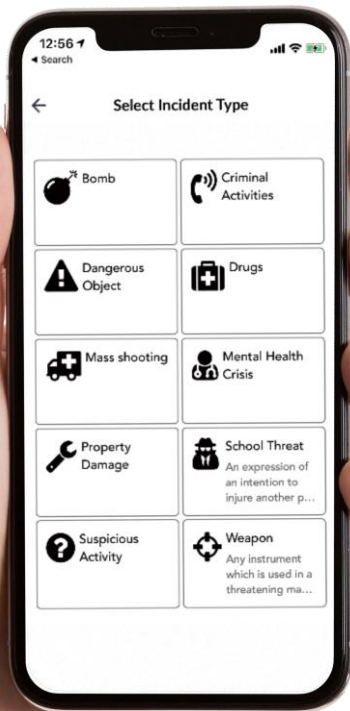 12:56
Search
Select Incident Type
Bomb
Criminal
Activities
Dangerous
Object
Drugs
Mass shooting
Mental Health
Crisis
Property
Damage
School Threat
An expression of
an intention to
injure another p...
Suspicious
Activity
Weapon
Any instrument
which is used in a
threatening ma...